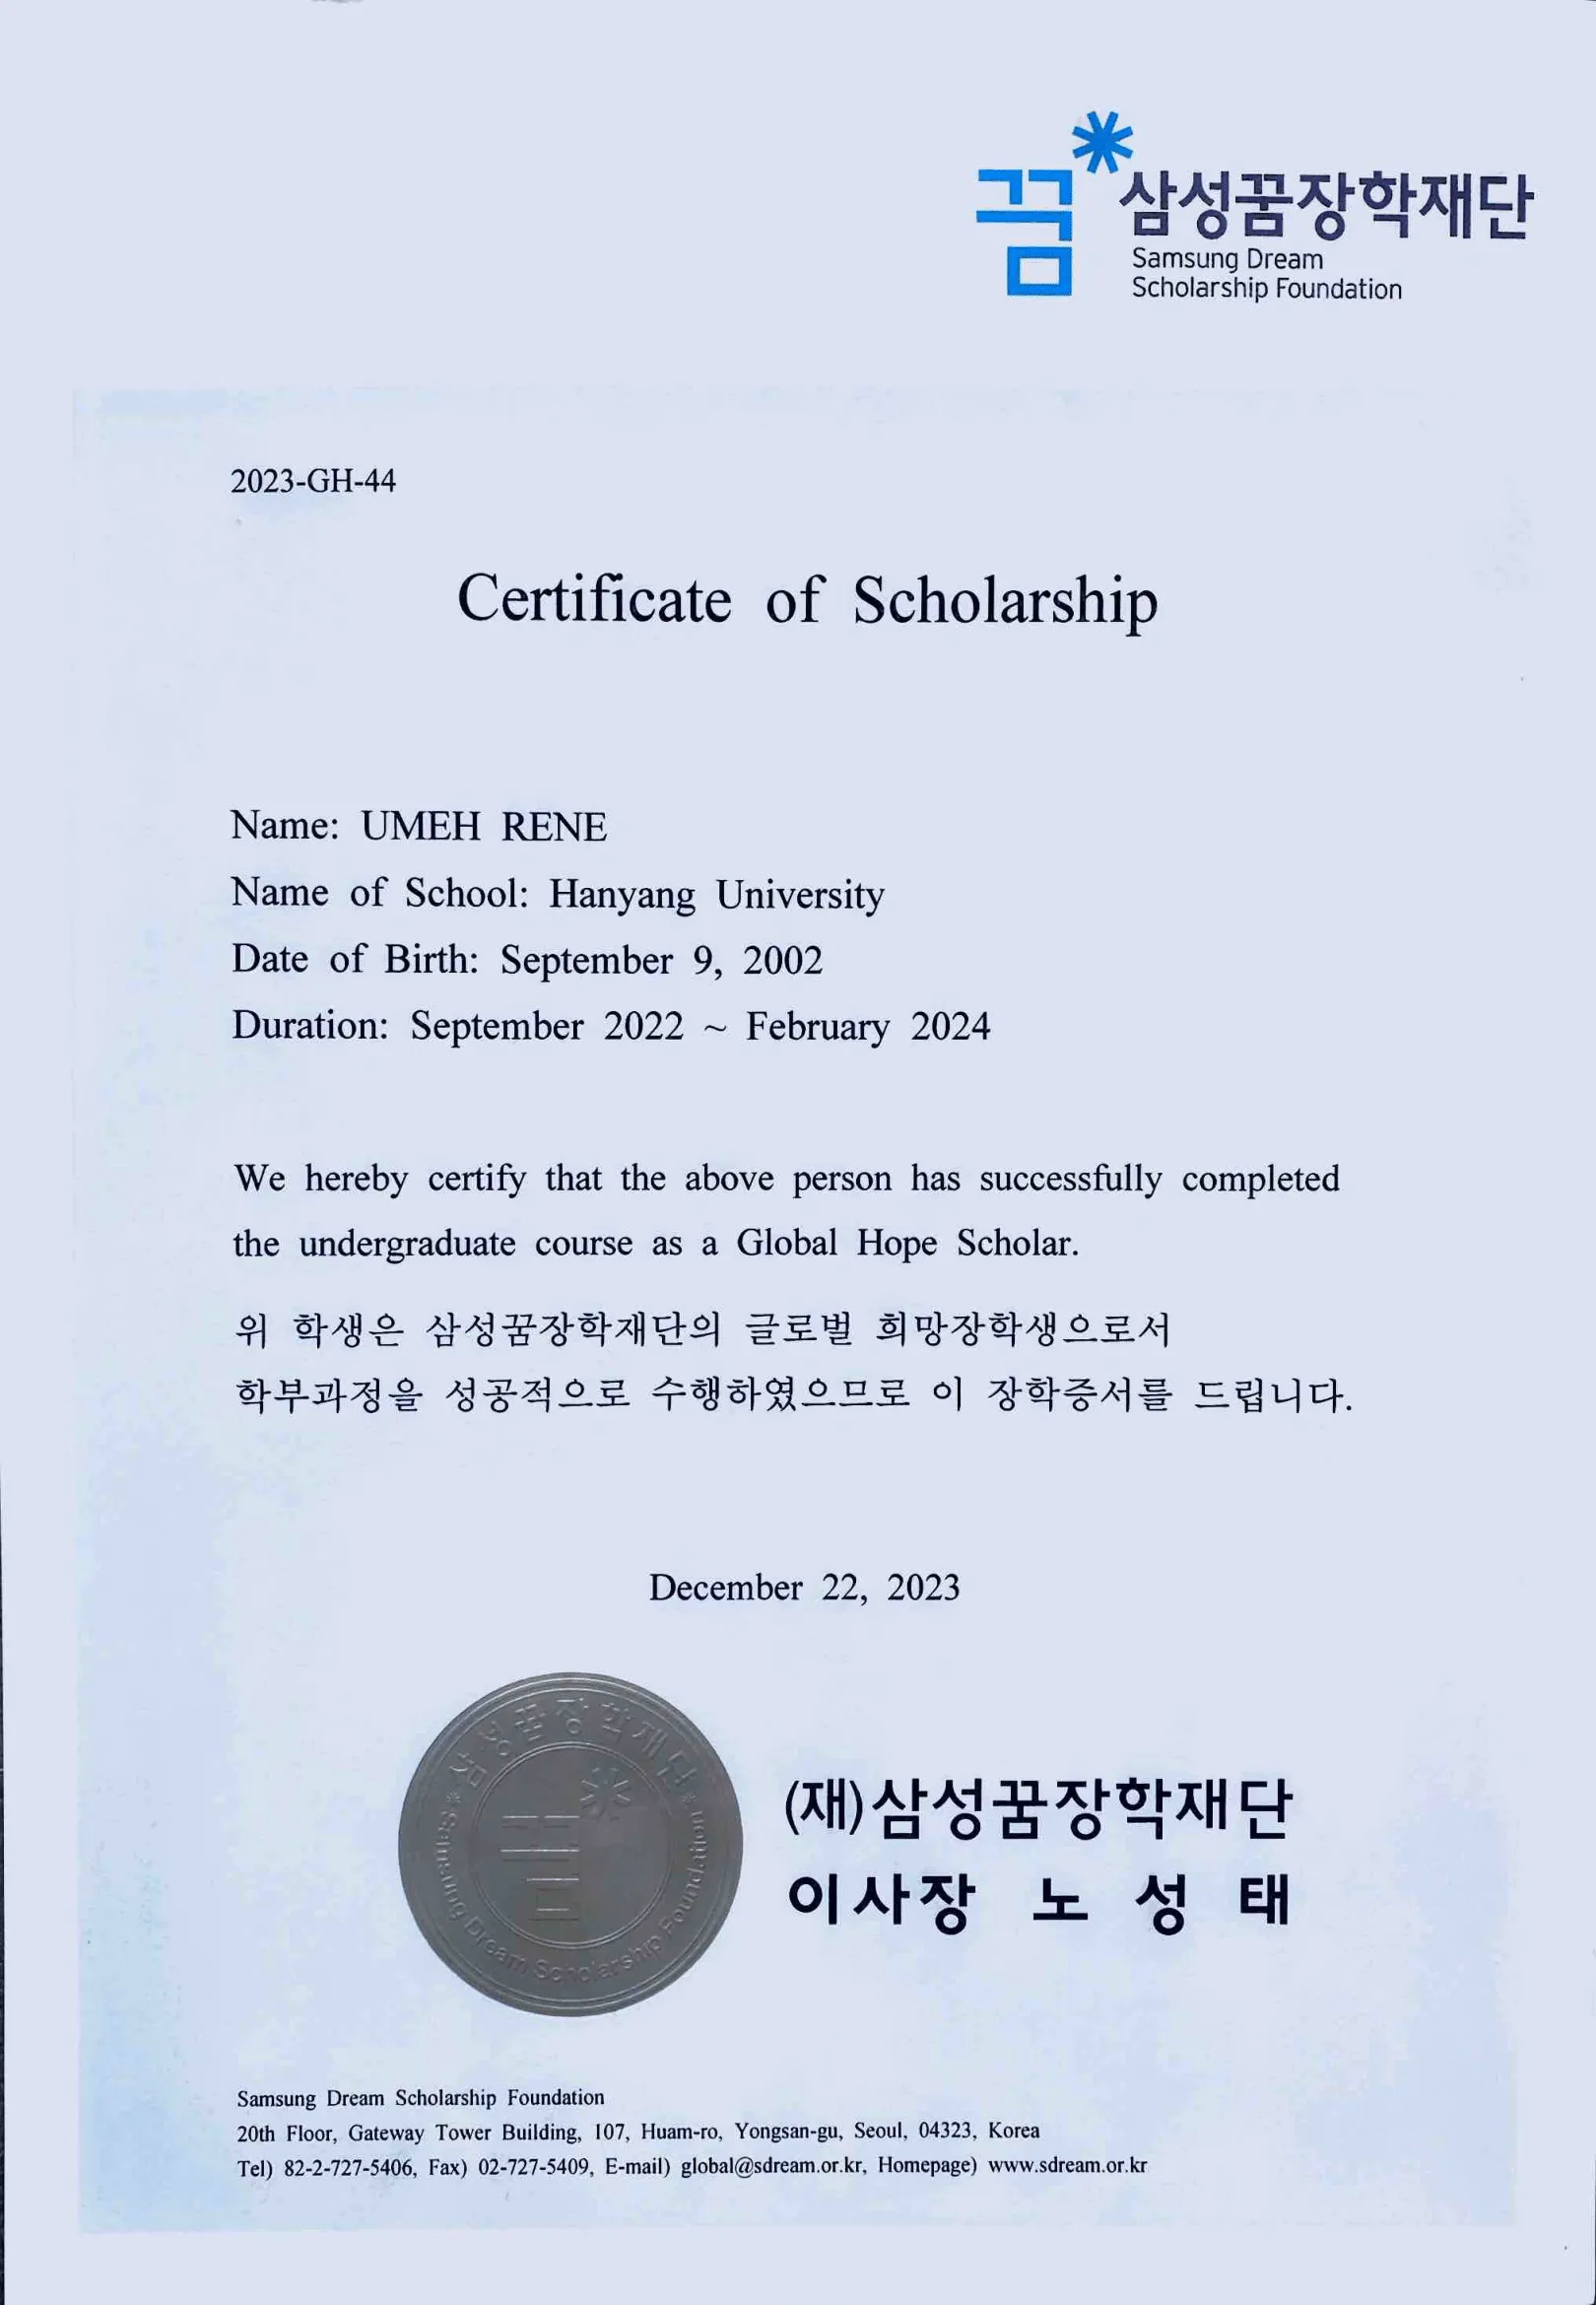 꿈*삼성꿈장학재단
Samsung Dream
Scholarship Foundation
2023-GH-44
Certificate of Scholarship
Name: UMEH RENE
Name of School: Hanyang University
Date of Birth: September 9, 2002
Duration: September 2022 ~ February 2024
We hereby certify that the above person has successfully completed
the undergraduate course as a Global Hope Scholar.
위 학생은 삼성꿈장학재단의 글로벌 희망장학생으로서
학부과정을 성공적으로 수행하였으므로 이 장학증서를 드립니다.
December 22, 2023
*삼성꿈장학재단*
꿈*
Samsung Dream Scholarship Foundation
(재)삼성꿈장학재단
이사장 노 성 태
Samsung Dream Scholarship Foundation
20th Floor, Gateway Tower Building, 107, Huam-ro, Yongsan-gu, Seoul, 04323, Korea
Tel) 82-2-727-5406, Fax) 02-727-5409, E-mail) global@sdream.or.kr, Homepage) www.sdream.or.kr